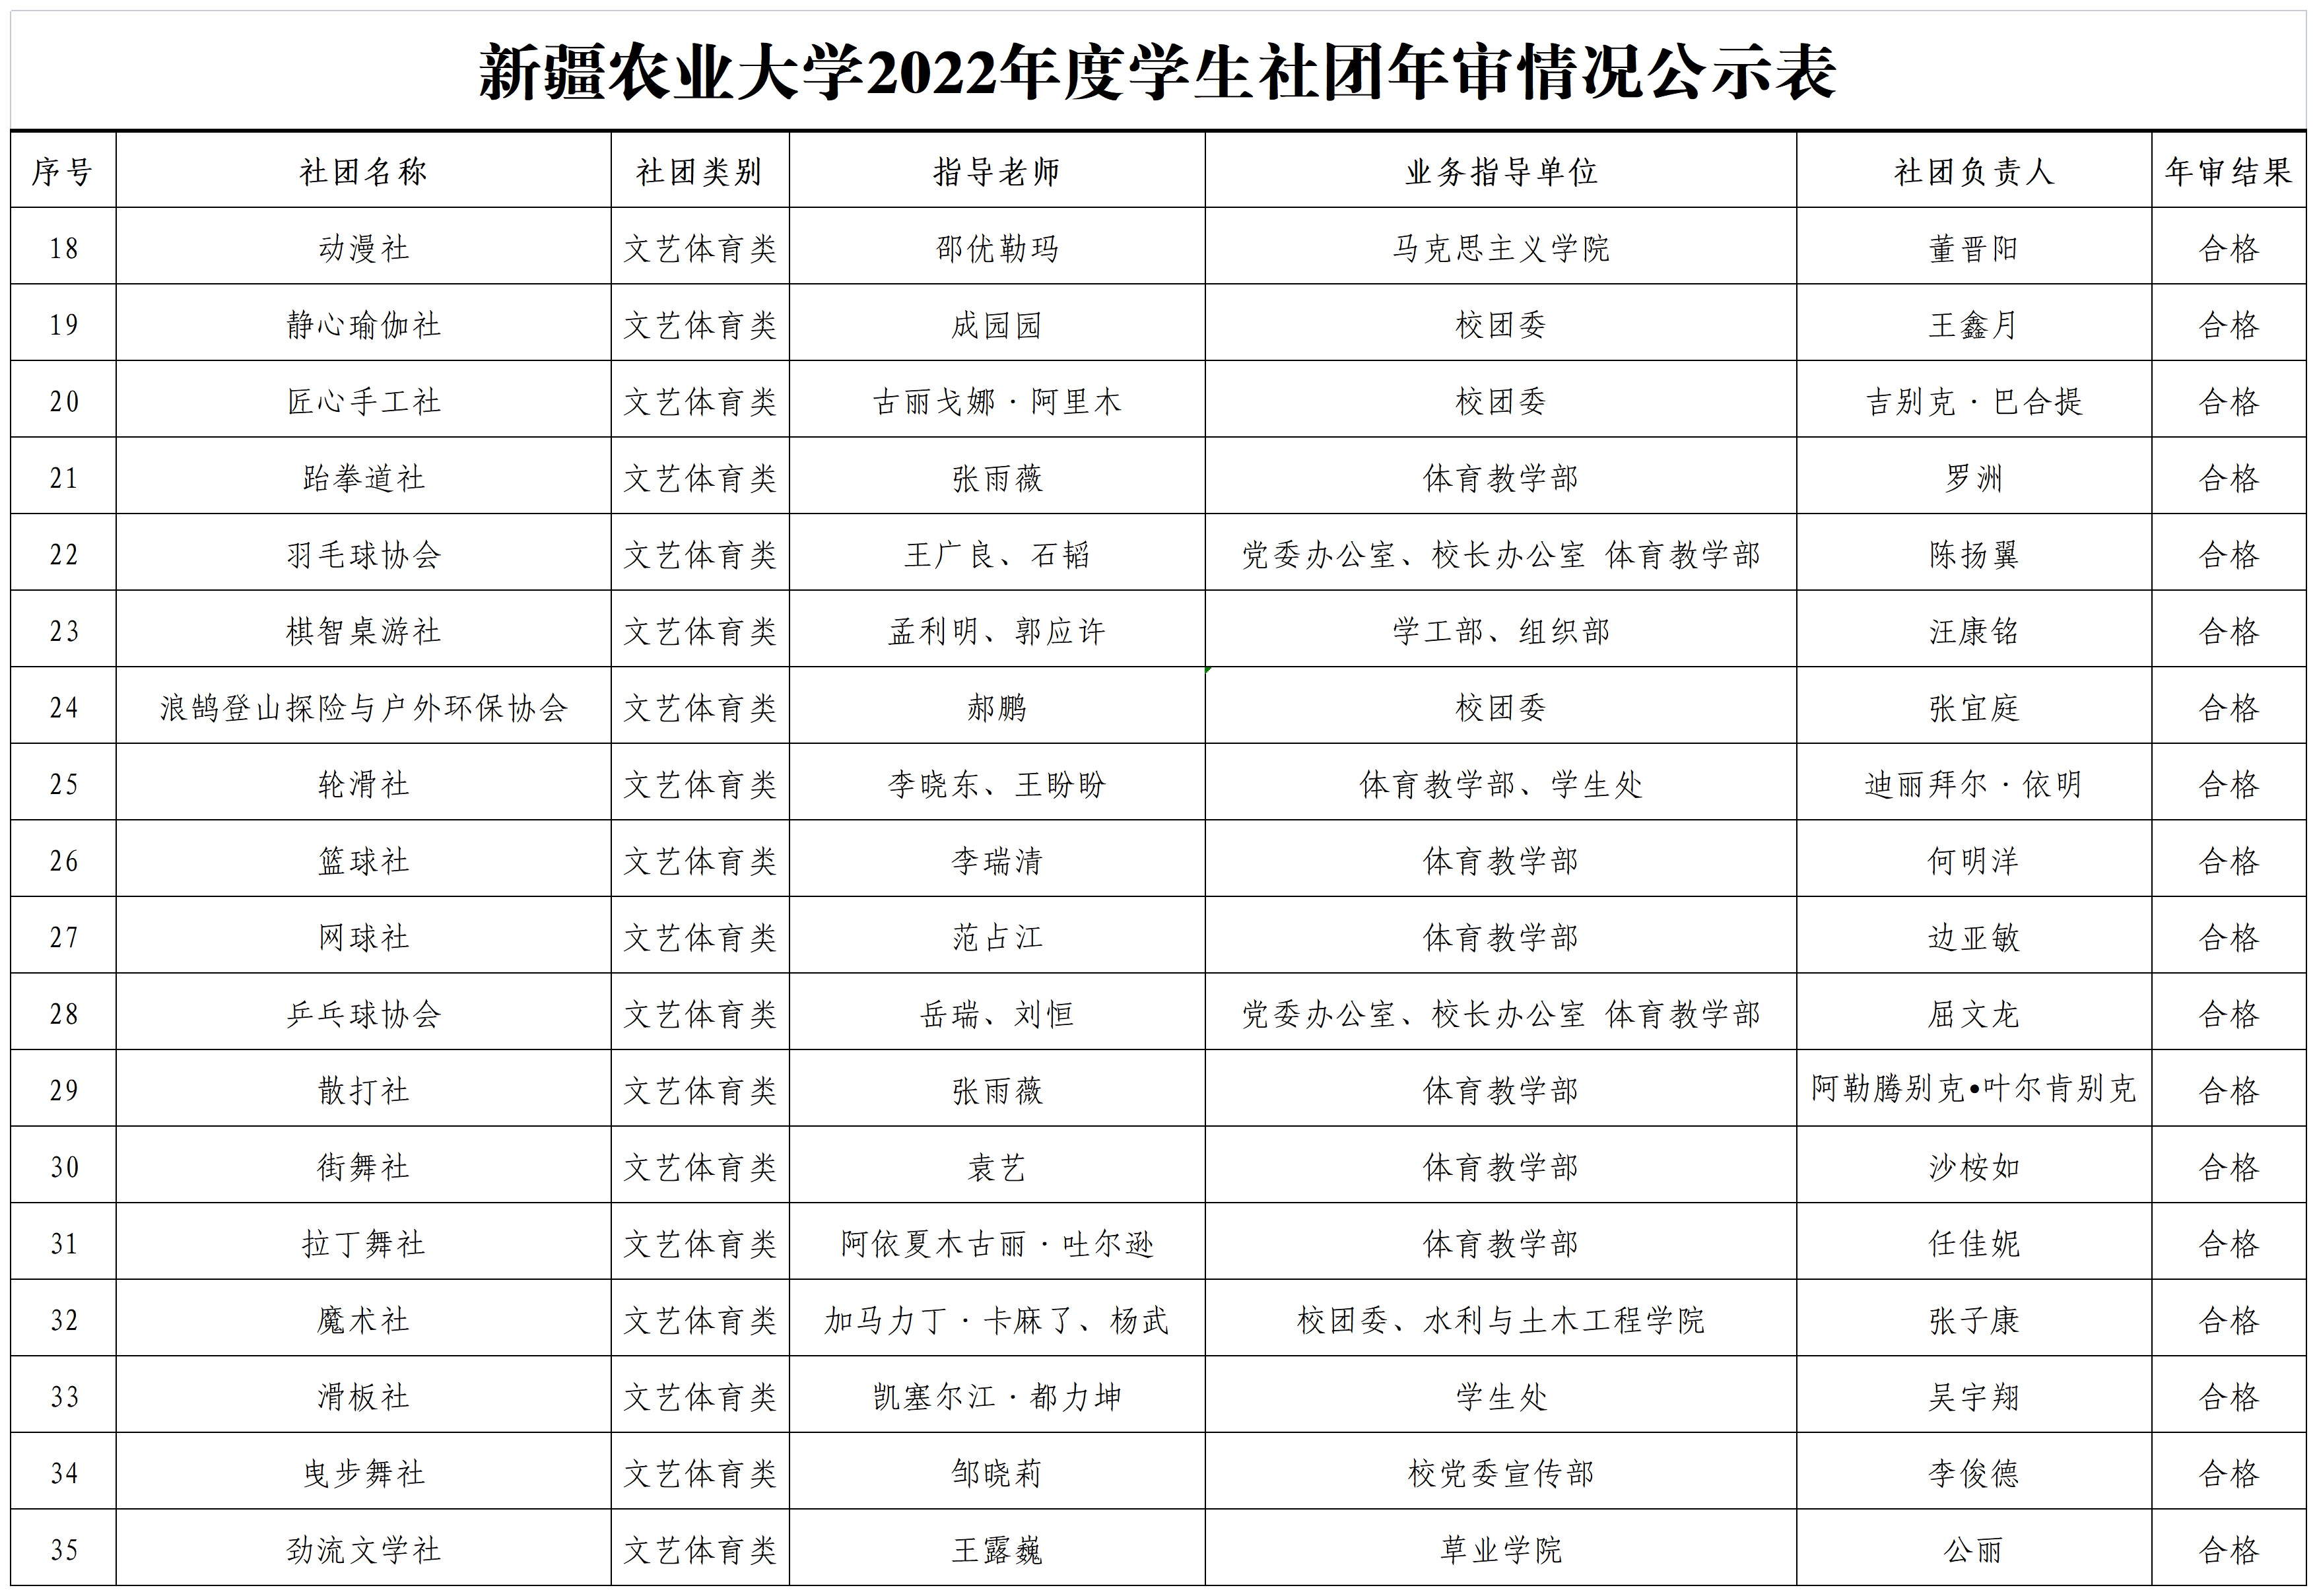 新疆农业大学2022年度学生社团年审情况公示表
序号 社团名称 社团类别 指导老师 业务指导单位 社团负责人 年审结果
18 动漫社 文艺体育类 邵优勒玛 马克思主义学院 董晋阳 合格
19 静心瑜伽社 文艺体育类 成园园 校团委 王鑫月 合格
20 匠心手工社 文艺体育类 古丽戈娜·阿里木 校团委 吉别克·巴合提 合格
21 跆拳道社 文艺体育类 张雨薇 体育教学部 罗洲 合格
22 羽毛球协会 文艺体育类 王广良、石韬 党委办公室、校长办公室 体育教学部 陈扬翼 合格
23 棋智桌游社 文艺体育类 孟利明、郭应许 学工部、组织部 汪康铭 合格
24 浪鹄登山探险与户外环保协会 文艺体育类 郝鹏 校团委 张宜庭 合格
25 轮滑社 文艺体育类 李晓东、王盼盼 体育教学部、学生处 迪丽拜尔·依明 合格
26 篮球社 文艺体育类 李瑞清 体育教学部 何明洋 合格
27 网球社 文艺体育类 范占江 体育教学部 边亚敏 合格
28 乒乓球协会 文艺体育类 岳瑞、刘恒 党委办公室、校长办公室 体育教学部 屈文龙 合格
29 散打社 文艺体育类 张雨薇 体育教学部 阿勒腾别克•叶尔肯别克 合格
30 街舞社 文艺体育类 袁艺 体育教学部 沙桉如 合格
31 拉丁舞社 文艺体育类 阿依夏木古丽·吐尔逊 体育教学部 任佳妮 合格
32 魔术社 文艺体育类 加马力丁·卡麻了、杨武 校团委、水利与土木工程学院 张子康 合格
33 滑板社 文艺体育类 凯塞尔江·都力坤 学生处 吴宇翔 合格
34 曳步舞社 文艺体育类 邹晓莉 校党委宣传部 李俊德 合格
35 劲流文学社 文艺体育类 王露巍 草业学院 公丽 合格